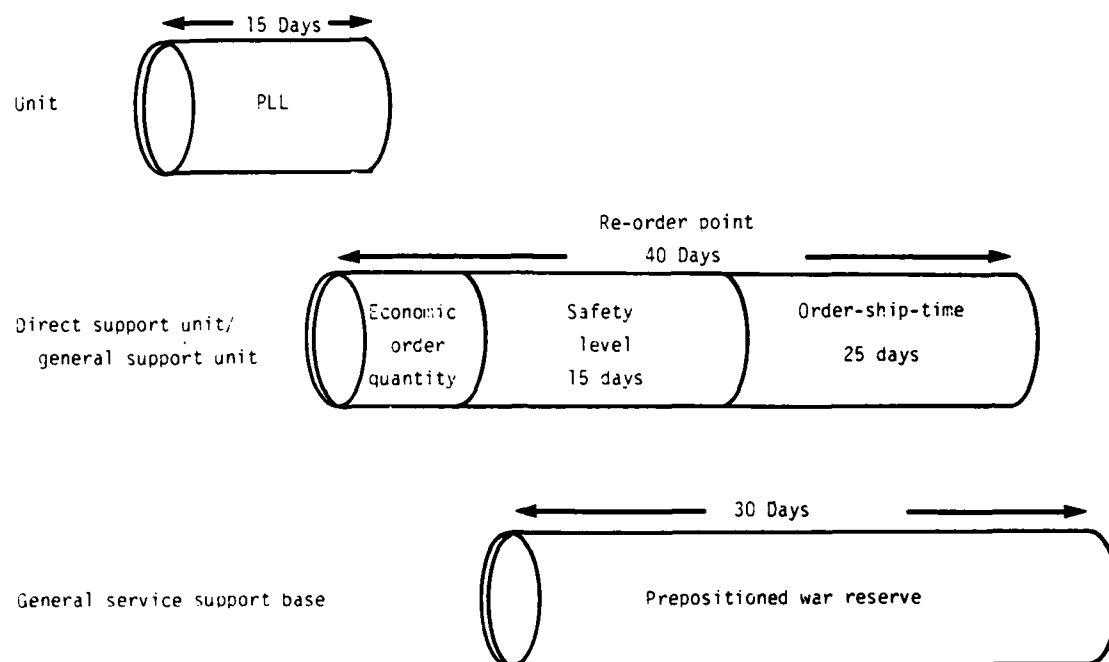 15 Days
Unit
PLL
Re-order point
40 Days
Direct support unit/
general support unit
Economic
order
quantity
Safety
level
15 days
Order-ship-time
25 days
30 Days
General service support base
Prepositioned war reserve